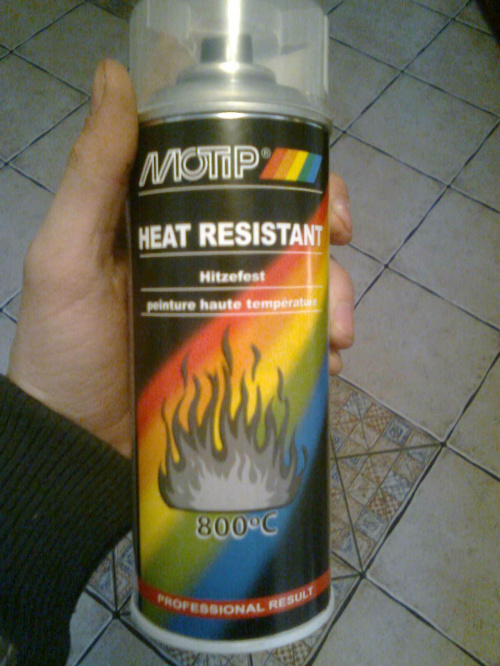 MOTIP®
HEAT RESISTANT
Hitzefest
peinture haute température
800°C
PROFESSIONAL RESULT